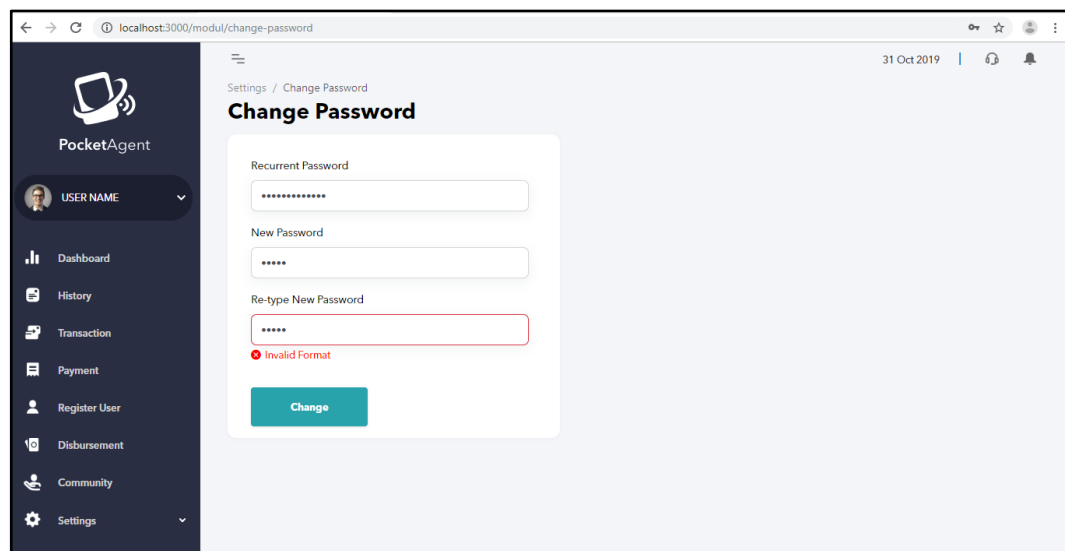 localhost:3000/modul/change-password
31 Oct 2019
Settings / Change Password
Change Password
PocketAgent
USER NAME
Dashboard
History
Transaction
Payment
Register User
Disbursement
Community
Settings
Recurrent Password
•••••••••••••
New Password
•••••
Re-type New Password
•••••
Invalid Format
Change